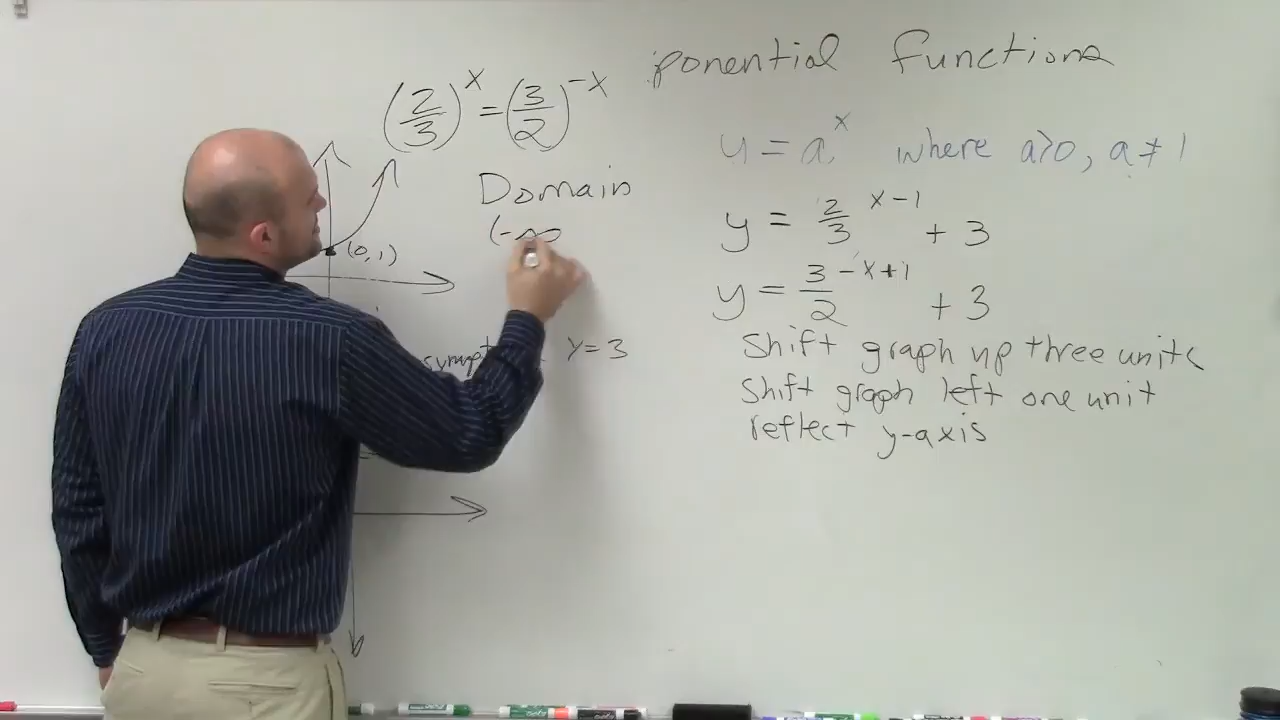 ponential Functions
(2/3)^x = (3/2)^-x
y = a^x where a>0, a ≠ 1
Domain
(-∞
(0,1)
y = 2/3^x-1 + 3
y = 3/2^-x+1 + 3
y=3
Shift graph up three units
Shift graph left one unit
reflect y-axis